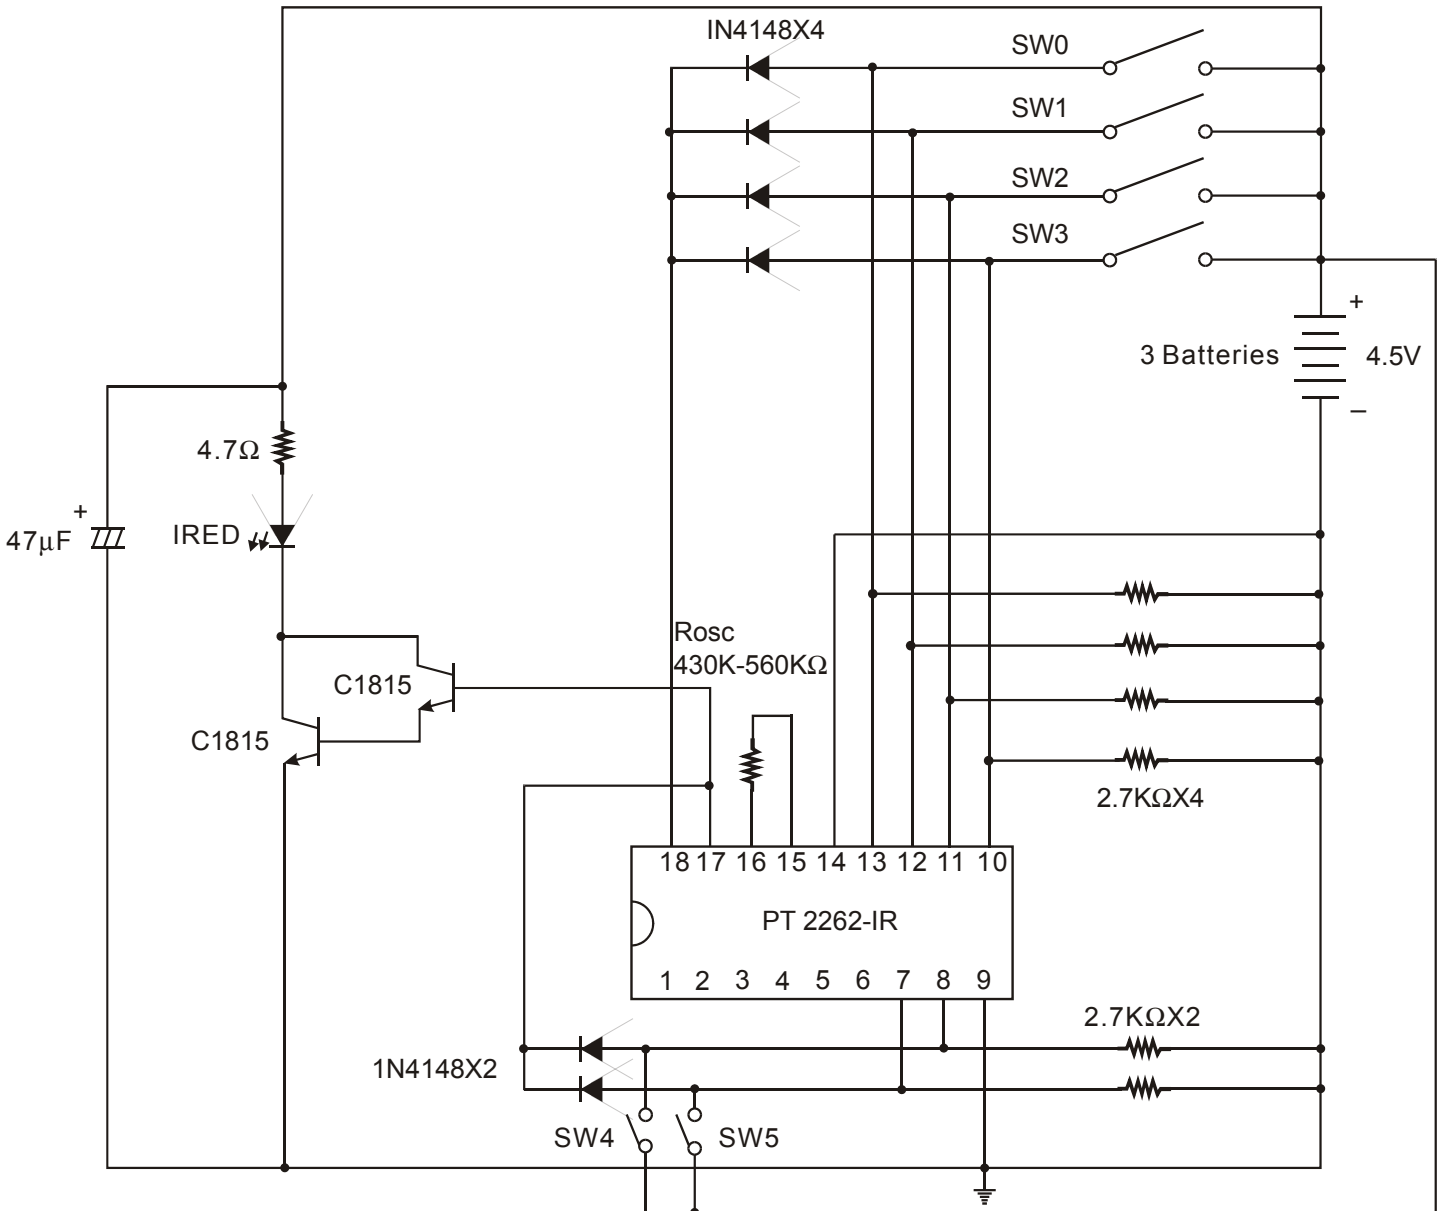 IN4148X4
SW0
SW1
SW2
SW3
+
3 Batteries
4.5V
–
4.7Ω
+
47μF
IRED
Rosc
430K-560KΩ
C1815
C1815
2.7KΩX4
18 17 16 15 14 13 12 11 10
PT 2262-IR
1 2 3 4 5 6 7 8 9
2.7KΩX2
1N4148X2
SW4
SW5